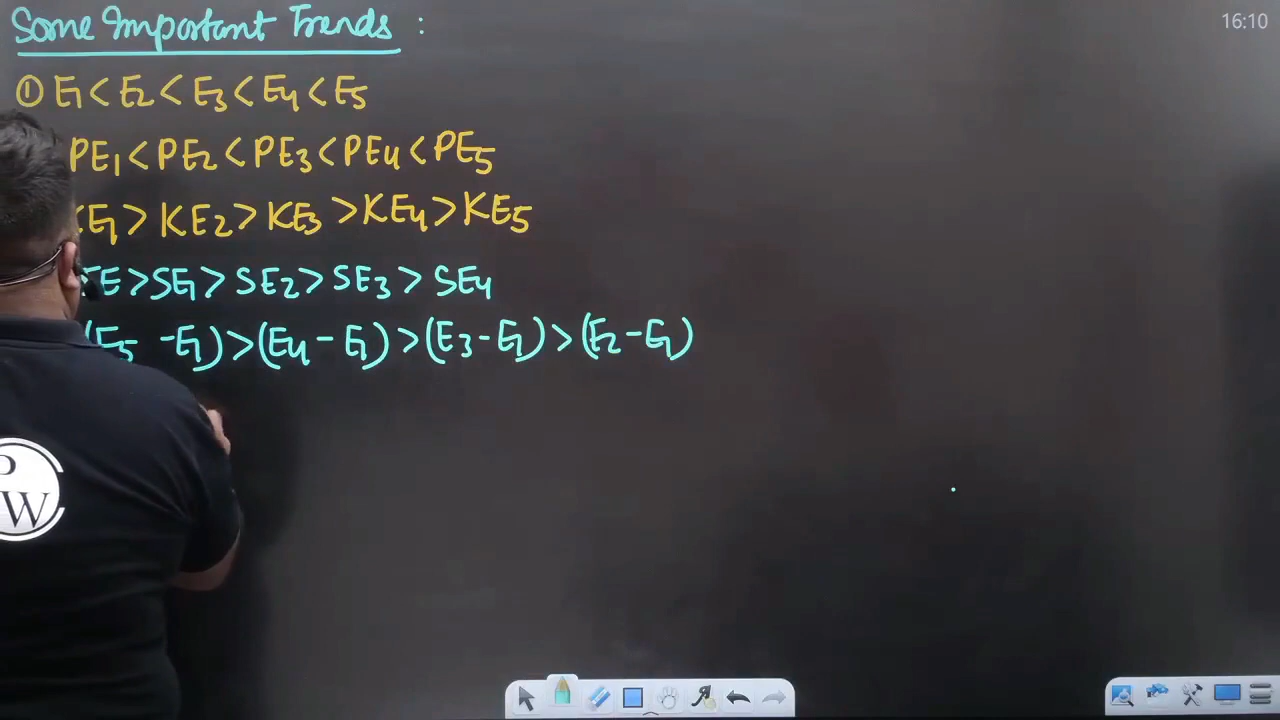 Some Important Trends :
16:10
① E1 < E2 < E3 < E4 < E5
PE1 < PE2 < PE3 < PE4 < PE5
KE1 > KE2 > KE3 > KE4 > KE5
E > SE1 > SE2 > SE3 > SE4
(E5 - E1) > (E4 - E1) > (E3 - E1) > (E2 - E1)
P
W